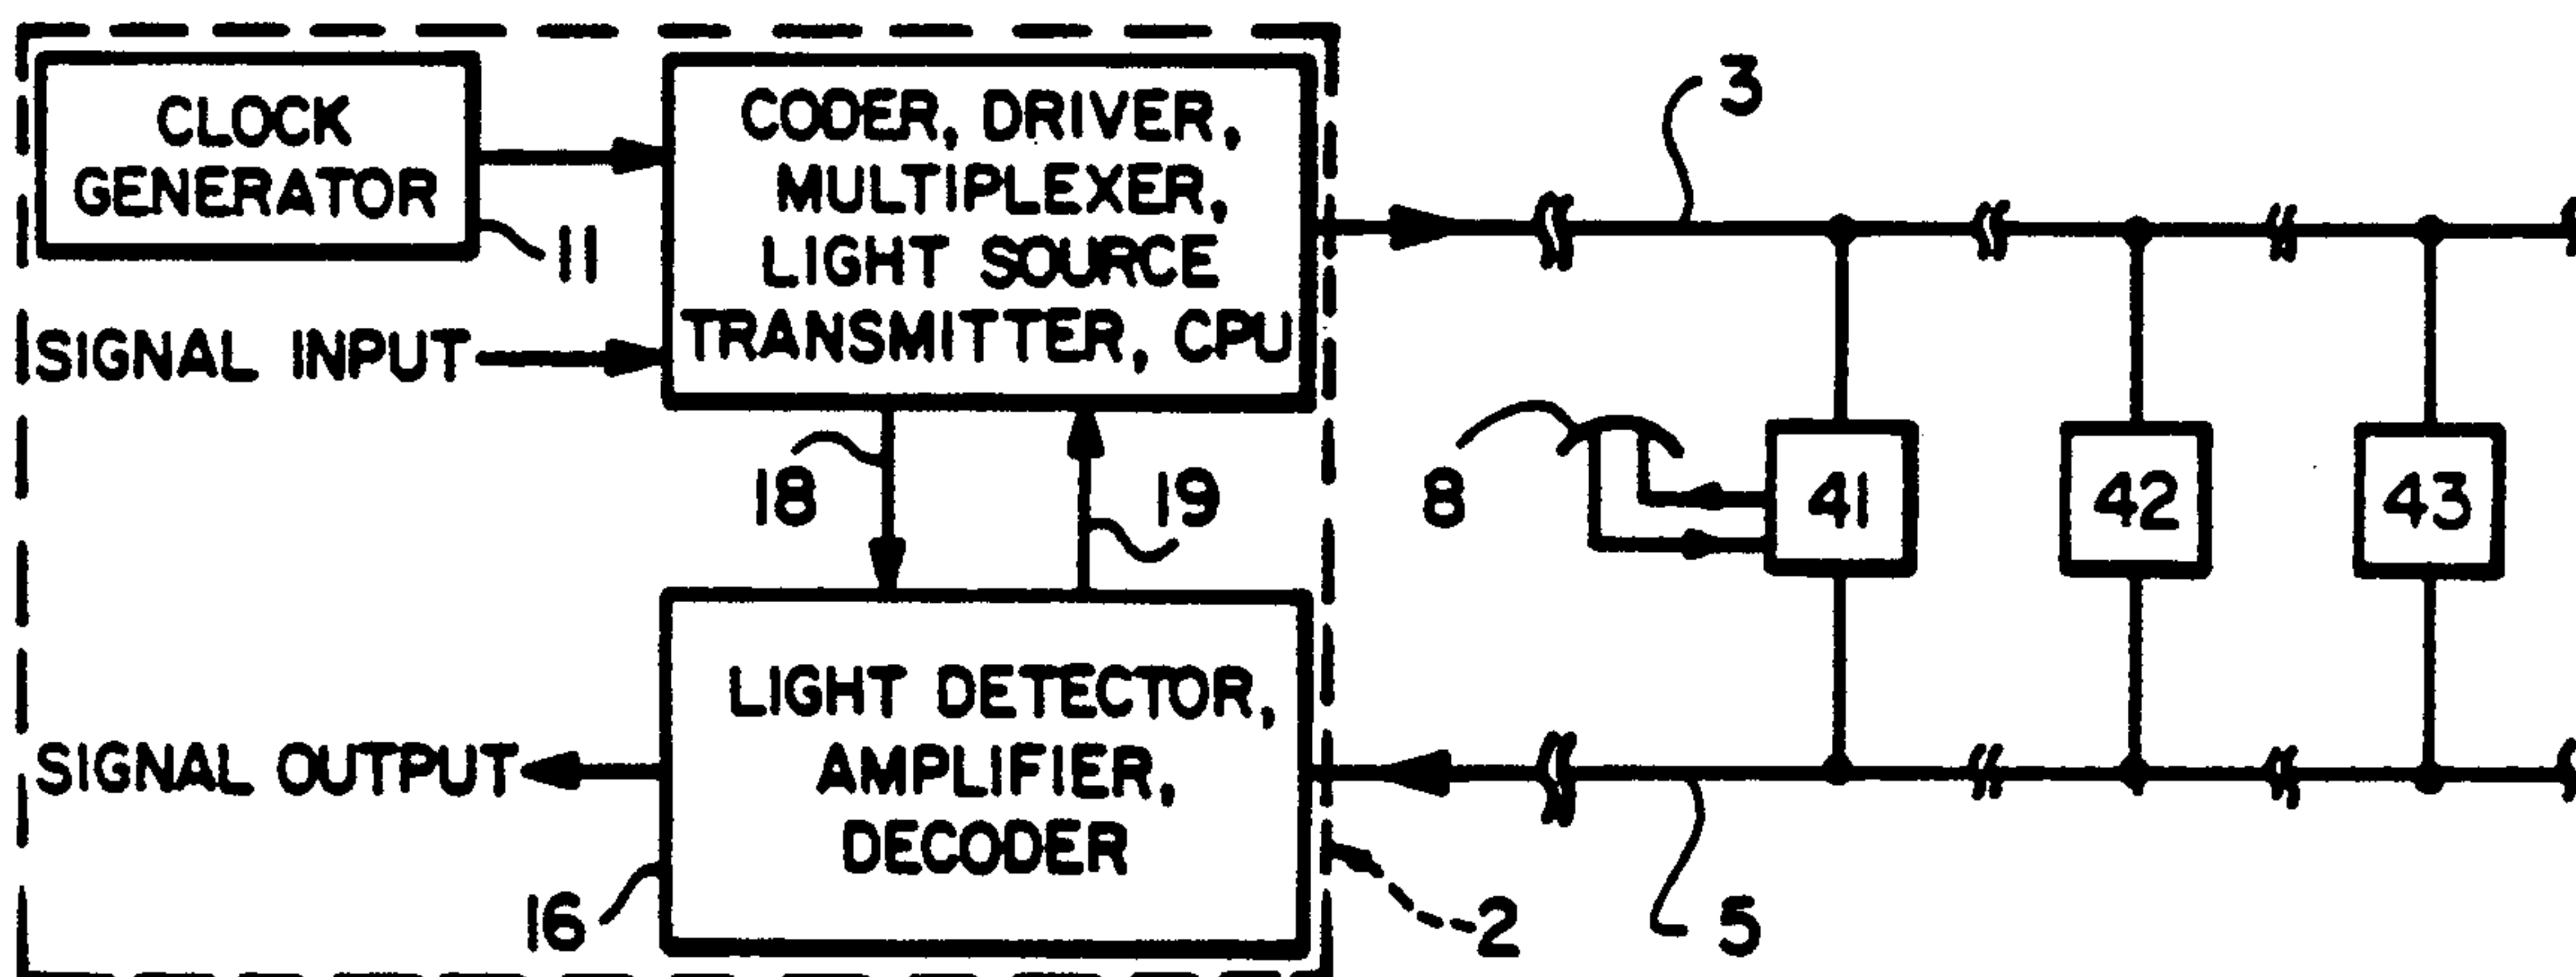 CLOCK
GENERATOR
11
SIGNAL INPUT
CODER, DRIVER,
MULTIPLEXER,
LIGHT SOURCE
TRANSMITTER, CPU
3
18
19
8
41
42
43
LIGHT DETECTOR,
AMPLIFIER,
DECODER
SIGNAL OUTPUT
16
2
5